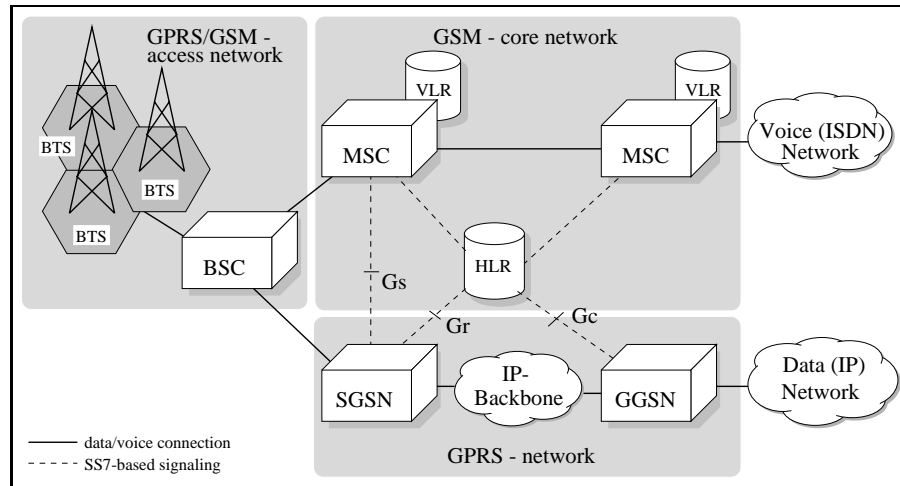 GPRS/GSM -
access network
GSM - core network
VLR
VLR
BTS
MSC
MSC
Voice (ISDN)
Network
BTS
BTS
BSC
HLR
Gs
Gr
Gc
SGSN
IP-
Backbone
GGSN
Data (IP)
Network
data/voice connection
SS7-based signaling
GPRS - network